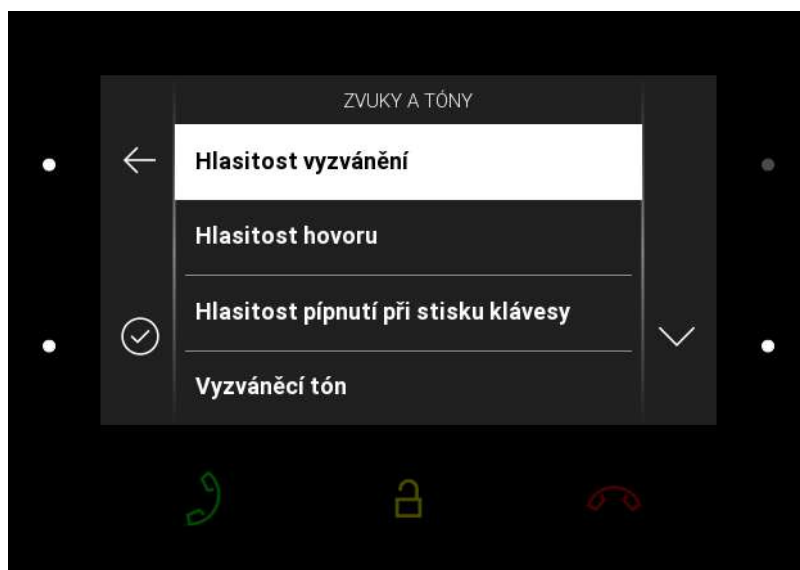 ZVUKY A TÓNY
Hlasitost vyzvánění
Hlasitost hovoru
Hlasitost pípnutí při stisku klávesy
Vyzváněcí tón